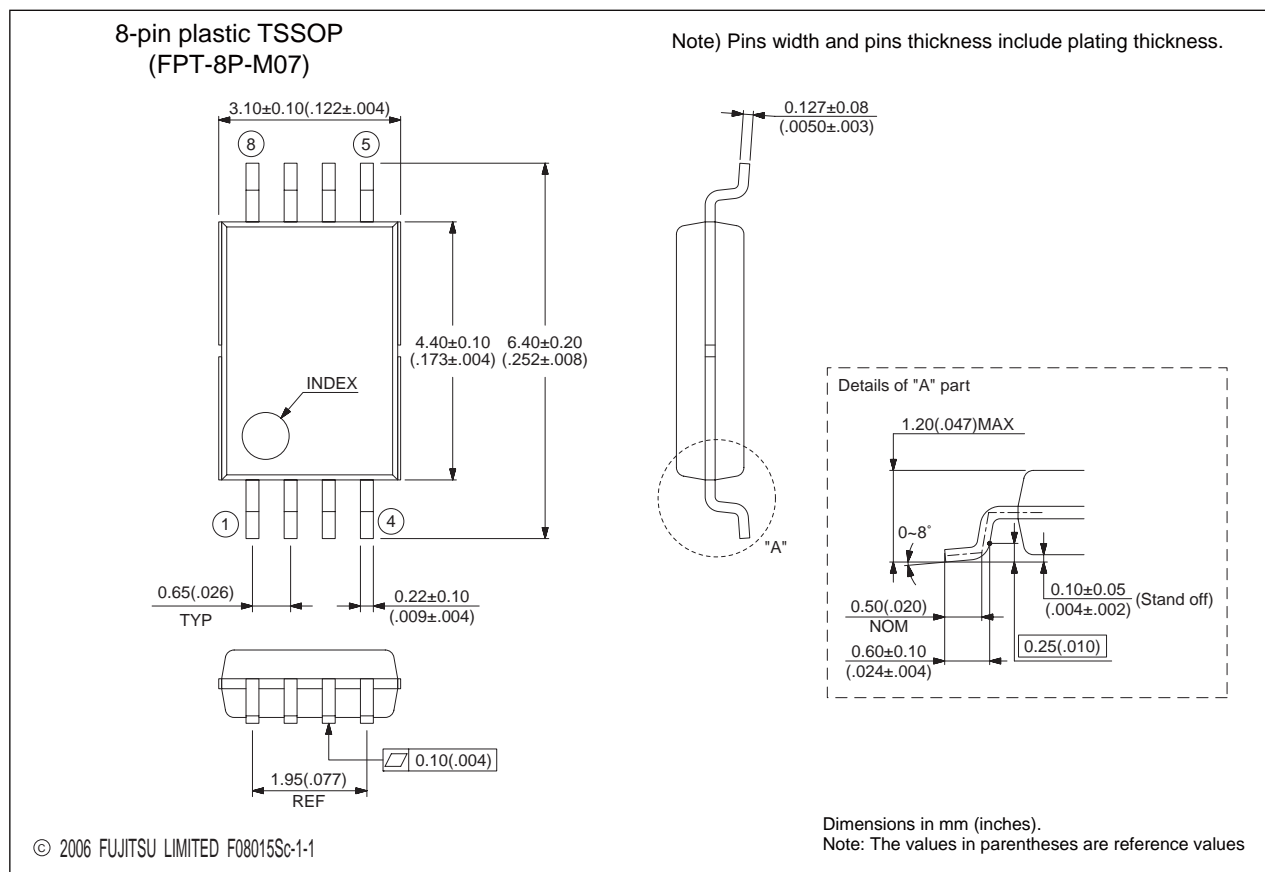 8-pin plastic TSSOP
(FPT-8P-M07)
Note) Pins width and pins thickness include plating thickness.
3.10±0.10(.122±.004)
0.127±0.08
(.0050±.003)
8
5
4.40±0.10
(.173±.004)
6.40±0.20
(.252±.008)
INDEX
1
4
"A"
0.65(.026)
TYP
0.22±0.10
(.009±.004)
Details of "A" part
1.20(.047)MAX
0~8˚
0.50(.020)
NOM
0.60±0.10
(.024±.004)
0.10±0.05
(.004±.002)
(Stand off)
0.25(.010)
0.10(.004)
1.95(.077)
REF
© 2006 FUJITSU LIMITED F08015Sc-1-1
Dimensions in mm (inches).
Note: The values in parentheses are reference values